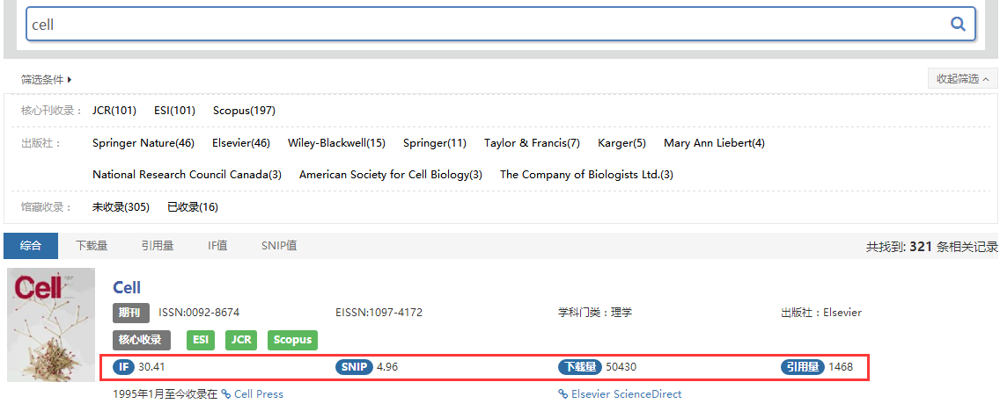 cell
筛选条件
收起筛选
核心刊收录： JCR(101) ESI(101) Scopus(197)
出版社： Springer Nature(46) Elsevier(46) Wiley-Blackwell(15) Springer(11) Taylor & Francis(7) Karger(5) Mary Ann Liebert(4)
National Research Council Canada(3) American Society for Cell Biology(3) The Company of Biologists Ltd.(3)
馆藏收录： 未收录(305) 已收录(16)
综合 下载量 引用量 IF值 SNIP值 共找到: 321 条相关记录
Cell
Cell
期刊 ISSN:0092-8674 EISSN:1097-4172 学科门类：理学 出版社：Elsevier
核心收录 ESI JCR Scopus
IF 30.41 SNIP 4.96 下载量 50430 引用量 1468
1995年1月至今收录在 Cell Press Elsevier ScienceDirect